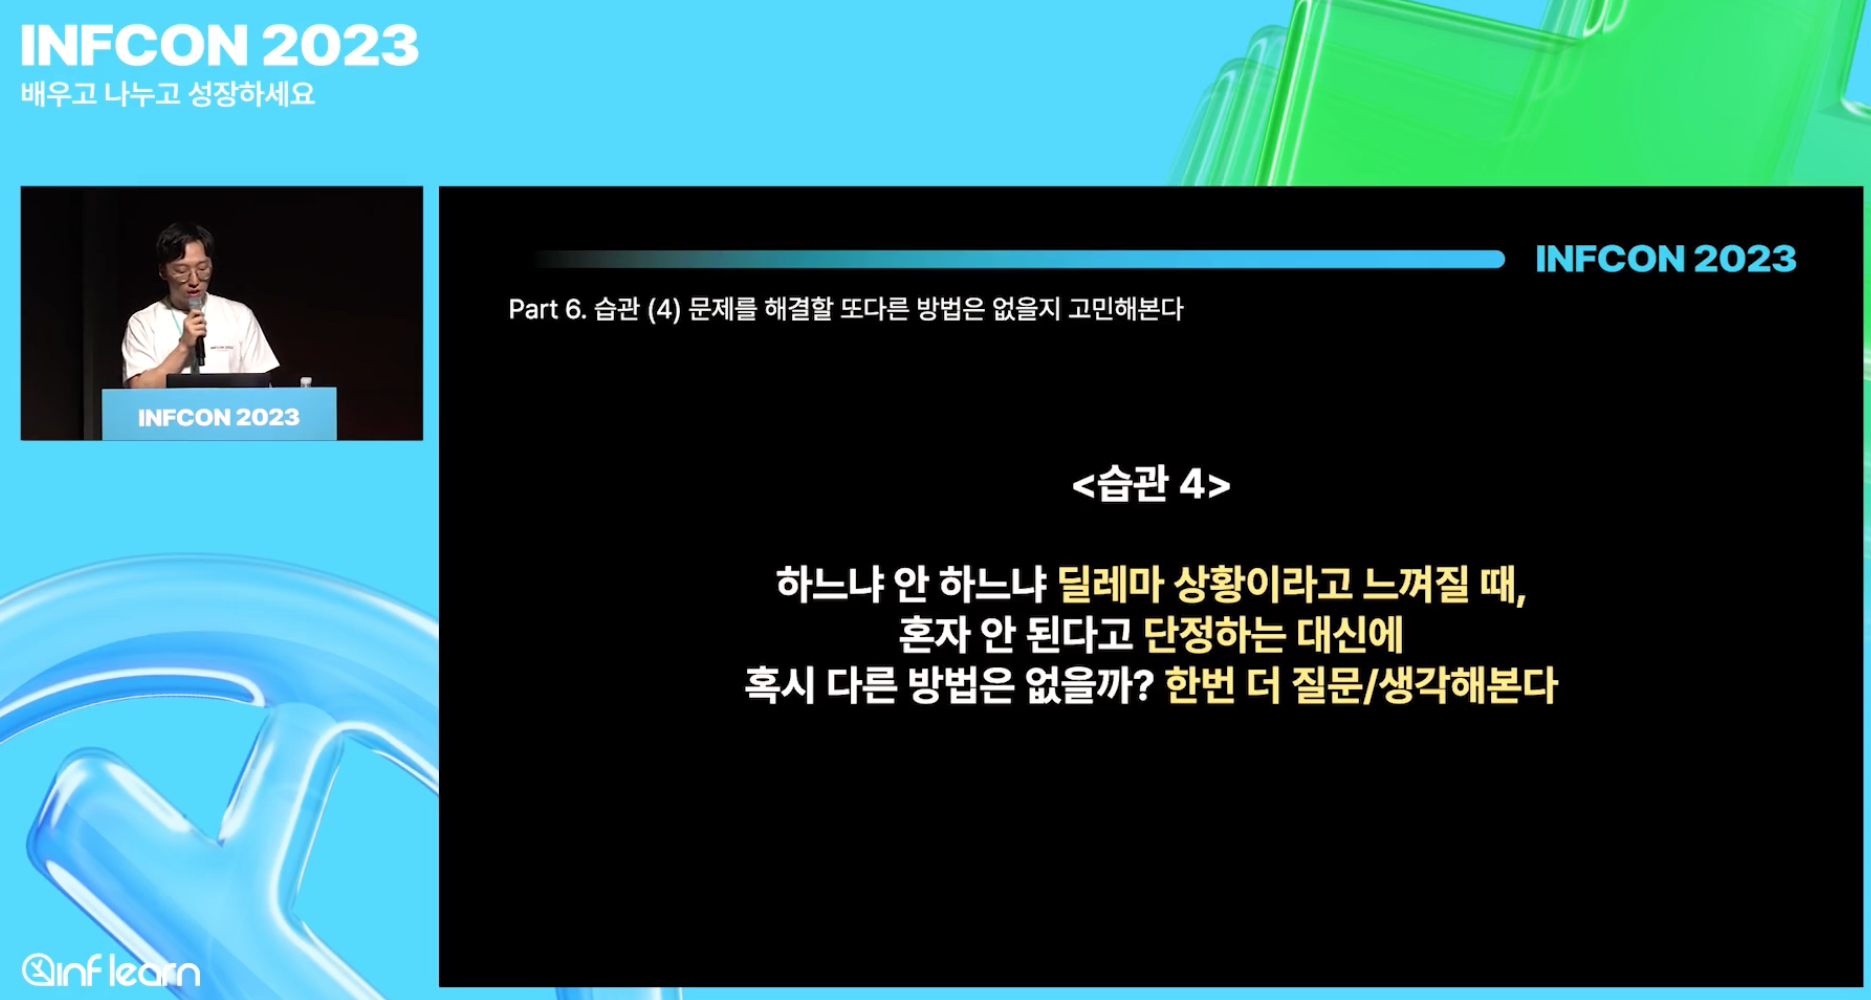 INFCON 2023
배우고 나누고 성장하세요
INFCON 2023
INFCON 2023
Part 6. 습관 (4) 문제를 해결할 또다른 방법은 없을지 고민해본다
<습관 4>
하느냐 안 하느냐 딜레마 상황이라고 느껴질 때,
혼자 안 된다고 단정하는 대신에
혹시 다른 방법은 없을까? 한번 더 질문/생각해본다
inflearn